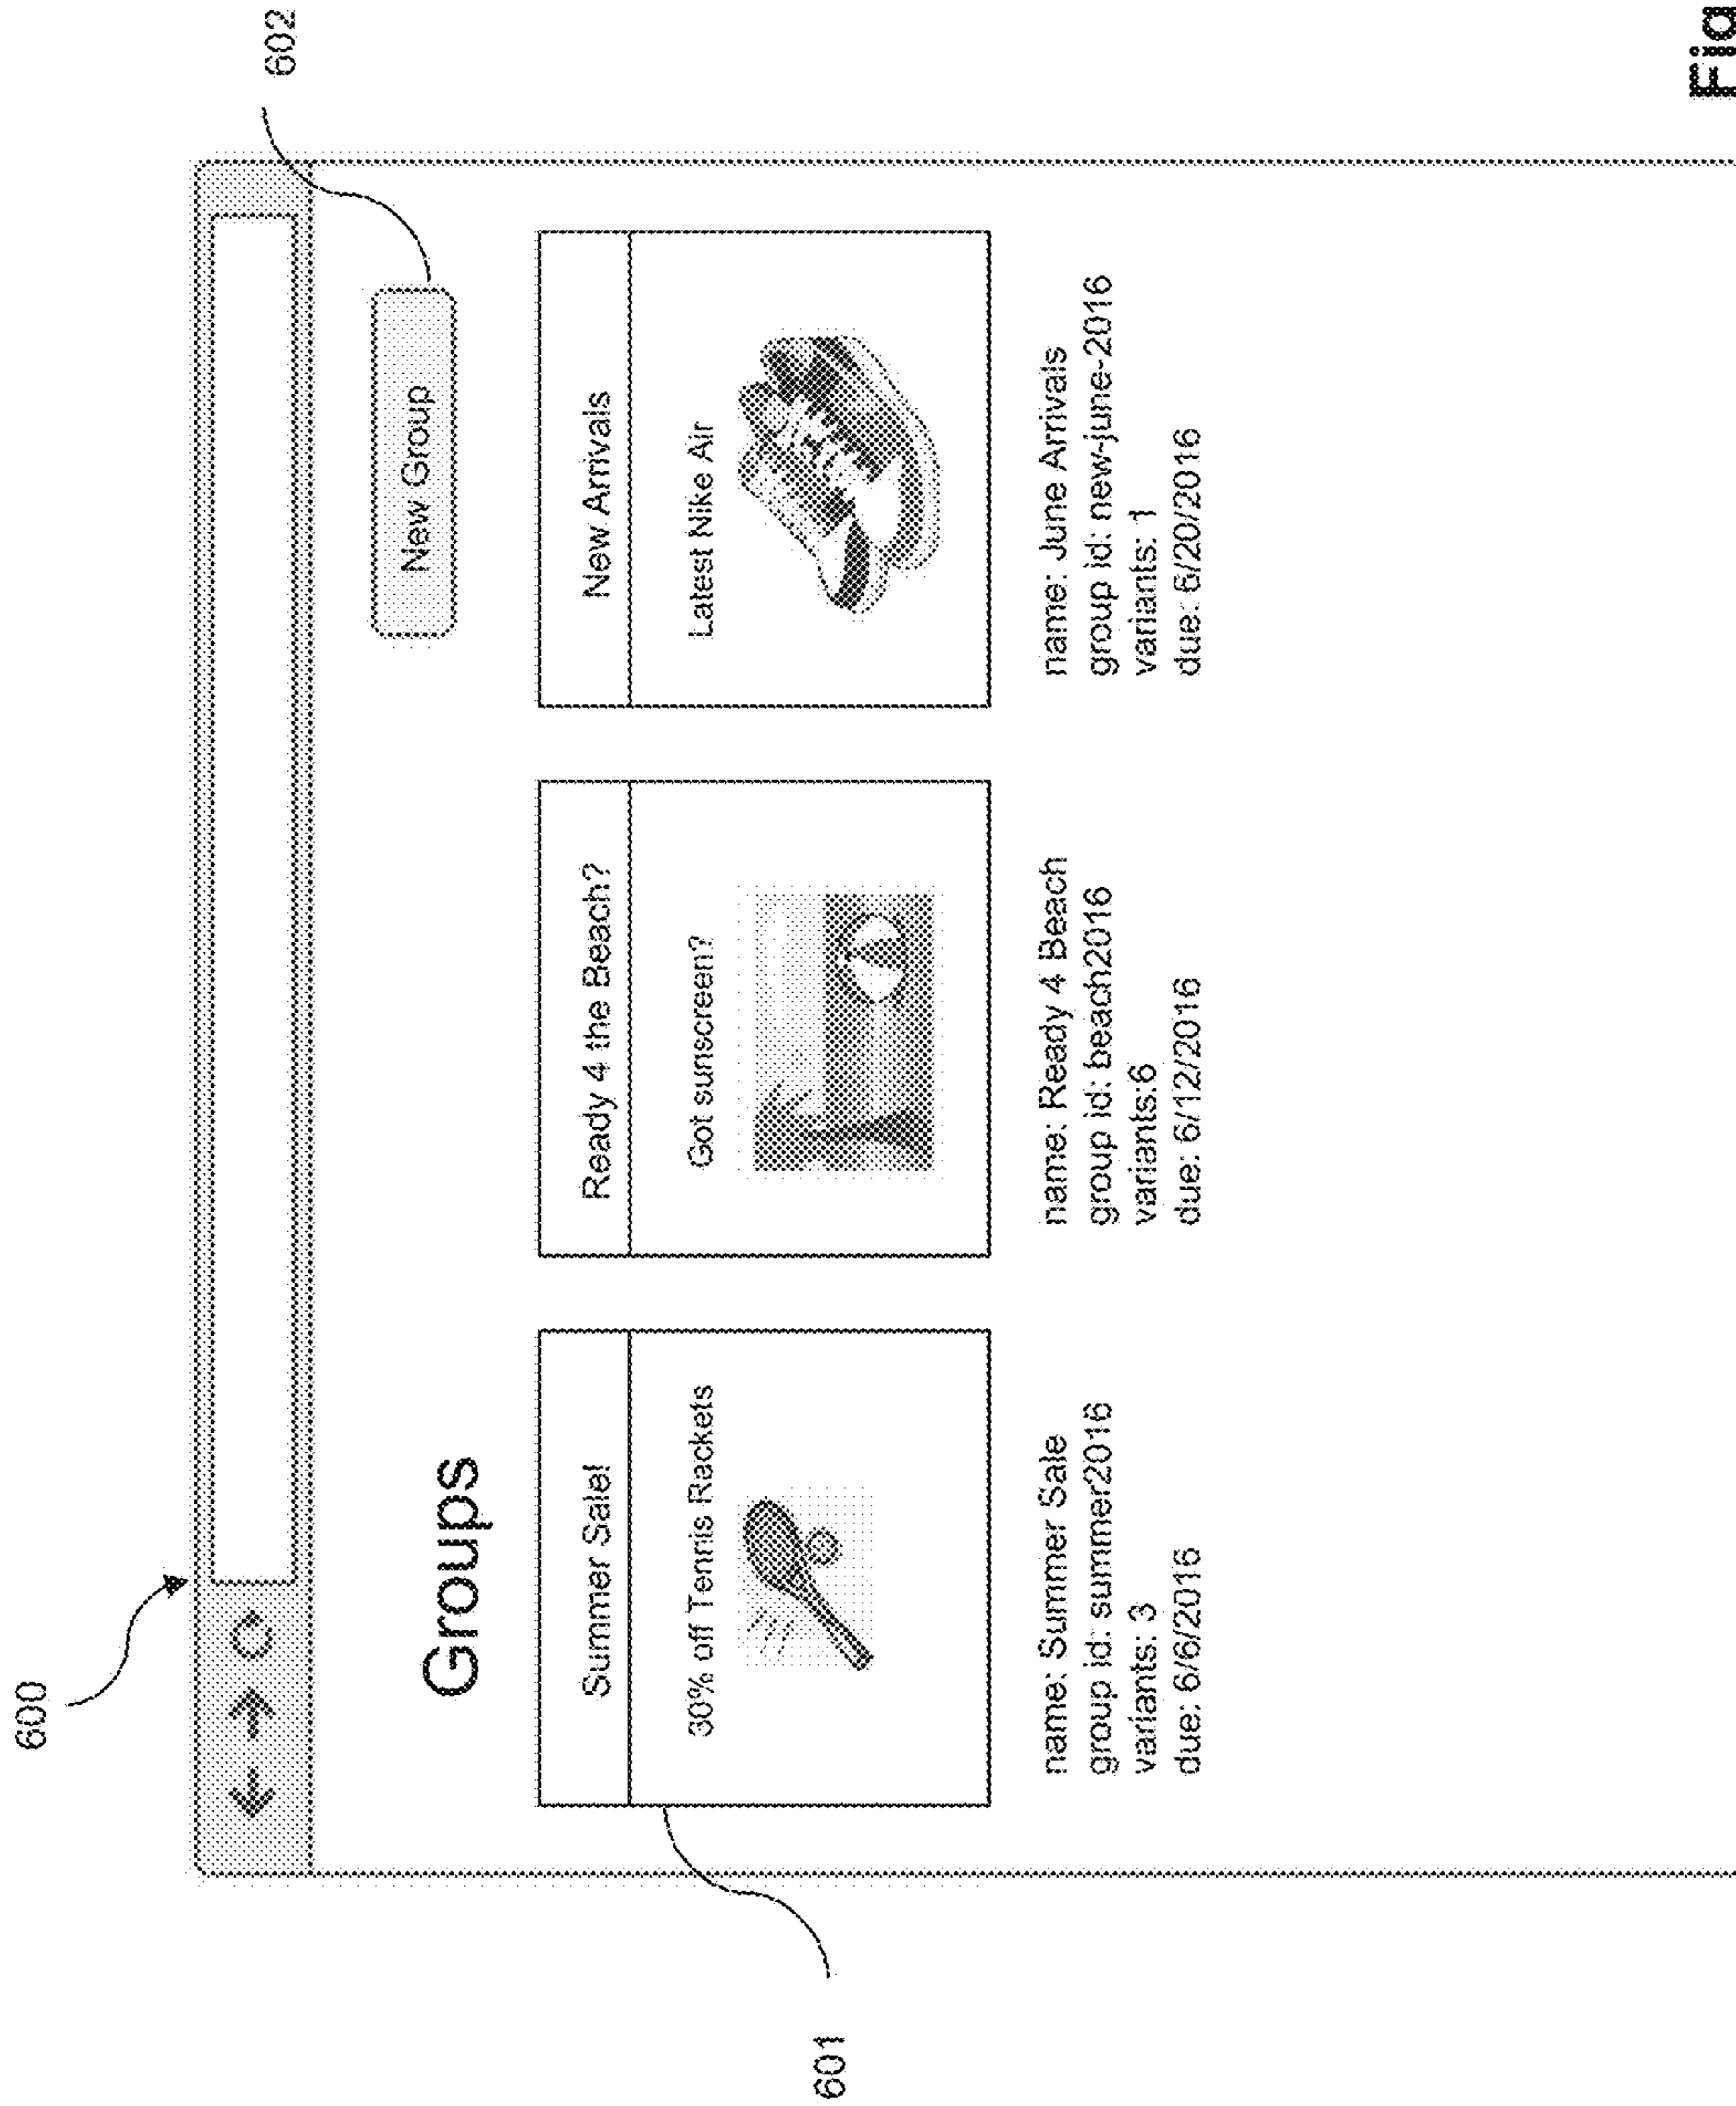 600
602
Groups
New Group
Summer Sale!
30% off Tennis Rackets
name: Summer Sale
group id: summer2016
variants: 3
due: 6/6/2016
Ready 4 the Beach?
Got sunscreen?
name: Ready 4 Beach
group id: beach2016
variants:6
due: 6/12/2016
New Arrivals
Latest Nike Air
name: June Arrivals
group id: new-june-2016
variants: 1
due: 6/20/2016
601
Fig